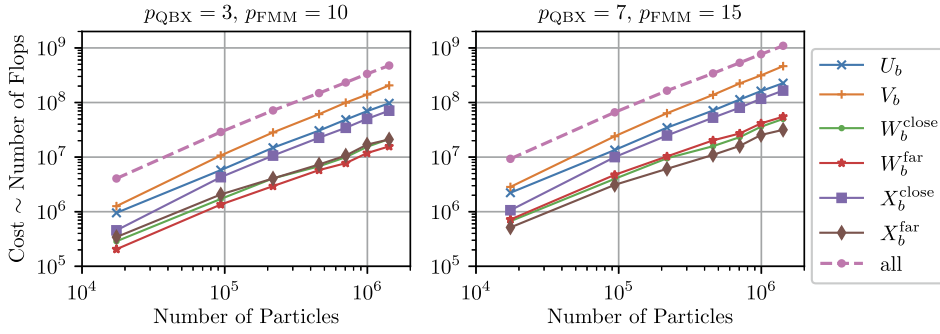 p_QBX = 3, p_FMM = 10
Cost ∼ Number of Flops
10^9
10^8
10^7
10^6
10^5
10^4
10^5
10^6
Number of Particles
p_QBX = 7, p_FMM = 15
10^9
10^8
10^7
10^6
10^5
10^4
10^5
10^6
Number of Particles
U_b
V_b
W_b^close
W_b^far
X_b^close
X_b^far
all